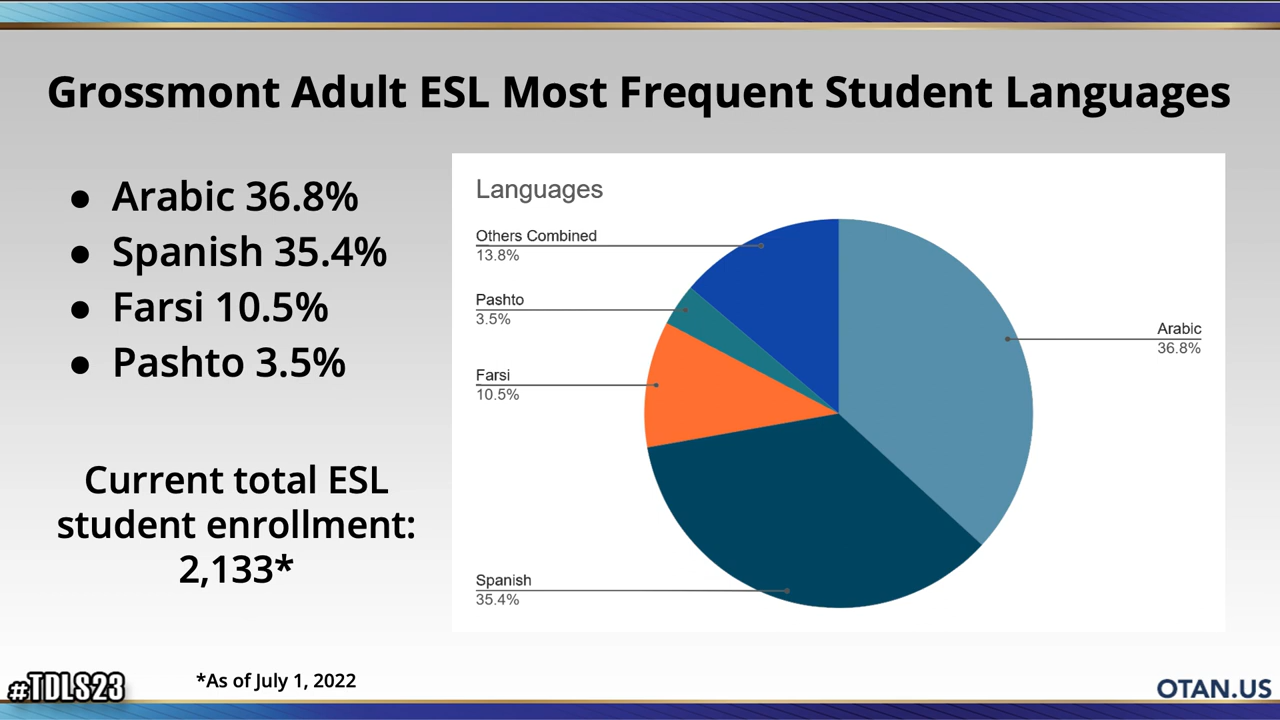 Grossmont Adult ESL Most Frequent Student Languages
● Arabic 36.8%
● Spanish 35.4%
● Farsi 10.5%
● Pashto 3.5%
Current total ESL
student enrollment:
2,133*
Languages
Others Combined
13.8%
Pashto
3.5%
Farsi
10.5%
Spanish
35.4%
Arabic
36.8%
#TDLS23
*As of July 1, 2022
OTAN.US